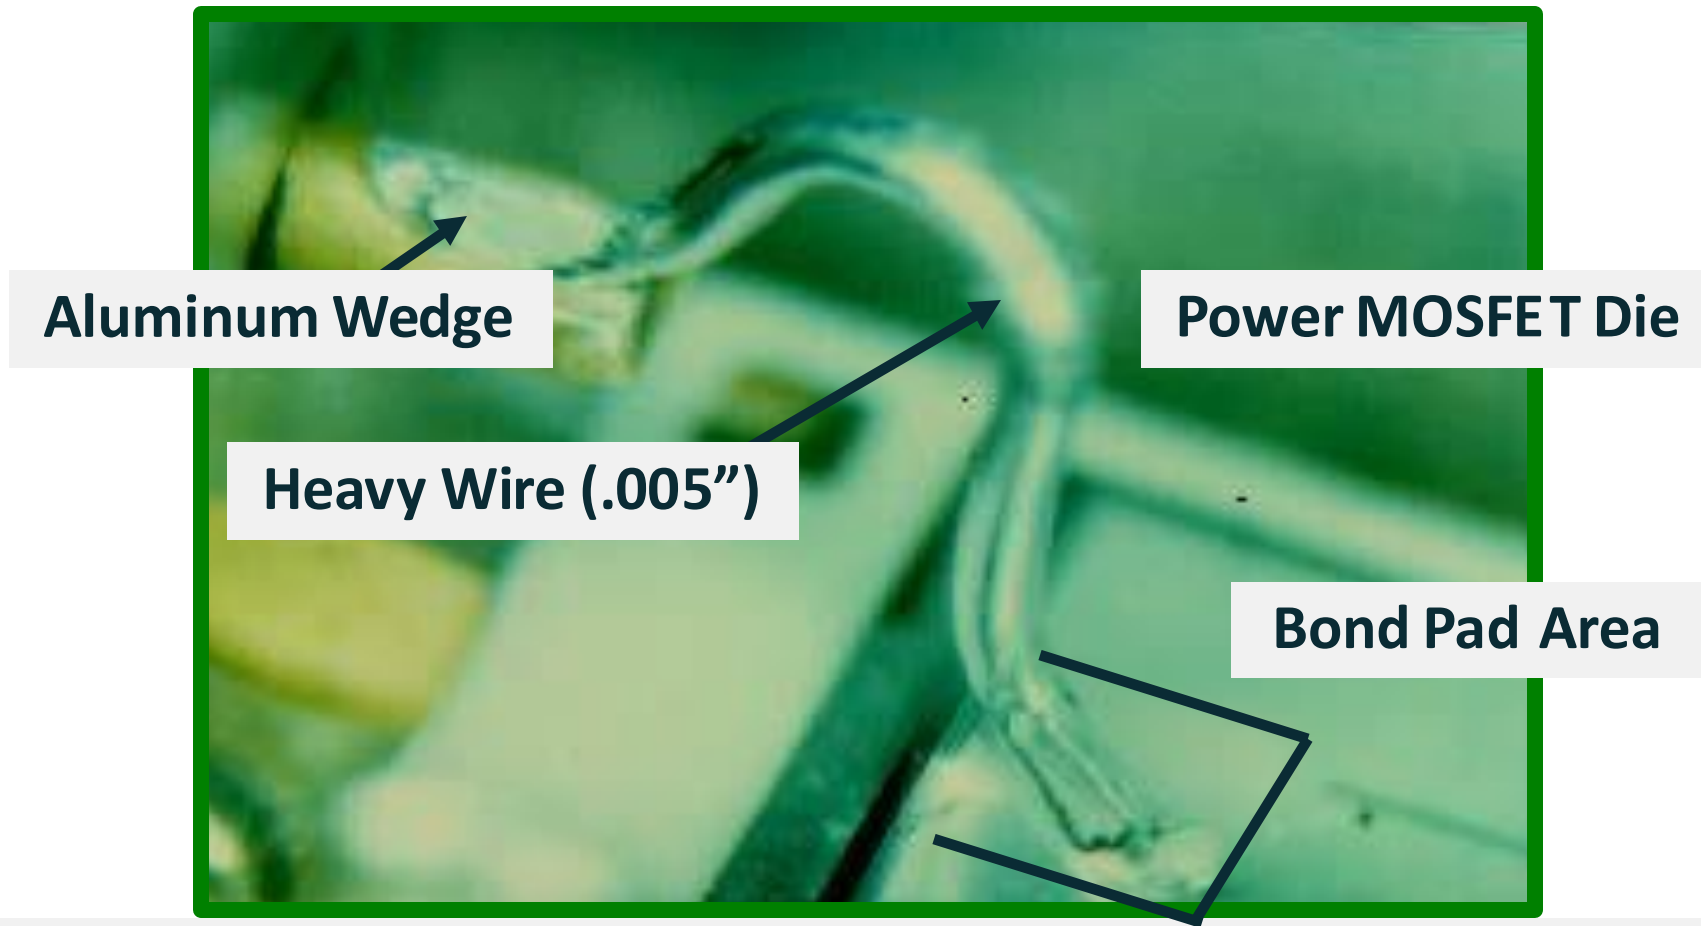 Aluminum Wedge
Power MOSFET Die
Heavy Wire (.005”)
Bond Pad Area